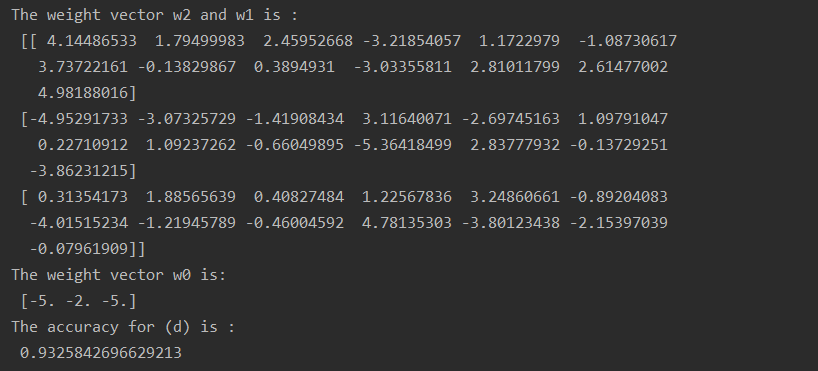 The weight vector w2 and w1 is :
[[ 4.14486533 1.79499983 2.45952668 -3.21854057 1.1722979 -1.08730617
3.73722161 -0.13829867 0.3894931 -3.03355811 2.81011799 2.61477002
4.98188016]
[-4.95291733 -3.07325729 -1.41908434 3.11640071 -2.69745163 1.09791047
0.22710912 1.09237262 -0.66049895 -5.36418499 2.83777932 -0.13729251
-3.86231215]
[ 0.31354173 1.88565639 0.40827484 1.22567836 3.24860661 -0.89204083
-4.01515234 -1.21945789 -0.46004592 4.78135303 -3.80123438 -2.15397039
-0.07961909]]
The weight vector w0 is:
[-5. -2. -5.]
The accuracy for (d) is :
0.9325842696629213